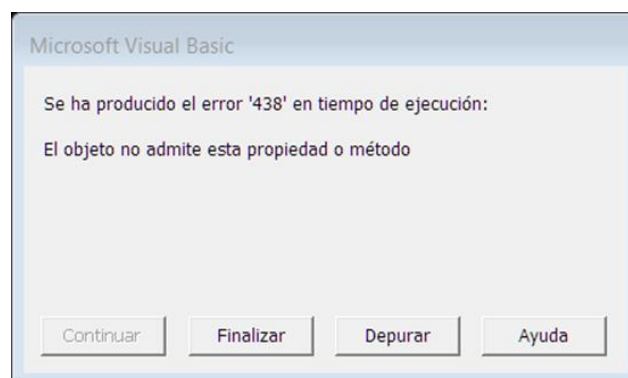 Microsoft Visual Basic
Se ha producido el error '438' en tiempo de ejecución:
El objeto no admite esta propiedad o método
Continuar Finalizar Depurar Ayuda